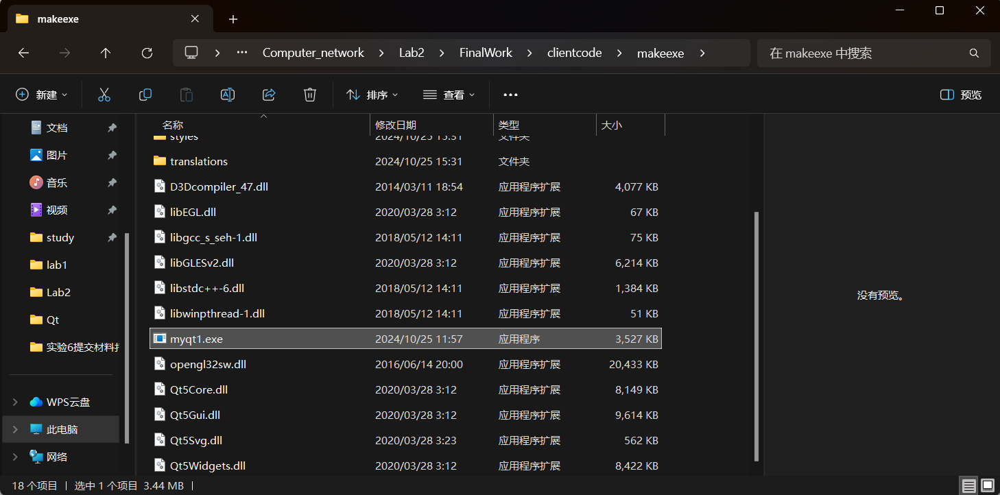 makeexe
Computer_network Lab2 FinalWork clientcode makeexe 在 makeexe 中搜索
新建 排序 查看 预览
文档
图片
音乐
视频
study
lab1
Lab2
Qt
实验6提交材料
WPS云盘
此电脑
网络
名称 修改日期 类型 大小
styles 2024/10/25 15:31 文件夹
translations 2024/10/25 15:31 文件夹
D3Dcompiler_47.dll 2014/03/11 18:54 应用程序扩展 4,077 KB
libEGL.dll 2020/03/28 3:12 应用程序扩展 67 KB
libgcc_s_seh-1.dll 2018/05/12 14:11 应用程序扩展 75 KB
libGLESv2.dll 2020/03/28 3:12 应用程序扩展 6,214 KB
libstdc++-6.dll 2018/05/12 14:11 应用程序扩展 1,384 KB
libwinpthread-1.dll 2018/05/12 14:11 应用程序扩展 51 KB
myqt1.exe 2024/10/25 11:57 应用程序 3,527 KB
opengl32sw.dll 2016/06/14 20:00 应用程序扩展 20,433 KB
Qt5Core.dll 2020/03/28 3:12 应用程序扩展 8,149 KB
Qt5Gui.dll 2020/03/28 3:12 应用程序扩展 9,614 KB
Qt5Svg.dll 2020/03/28 3:23 应用程序扩展 562 KB
Qt5Widgets.dll 2020/03/28 3:12 应用程序扩展 8,422 KB
没有预览。
18 个项目 选中 1 个项目 3.44 MB